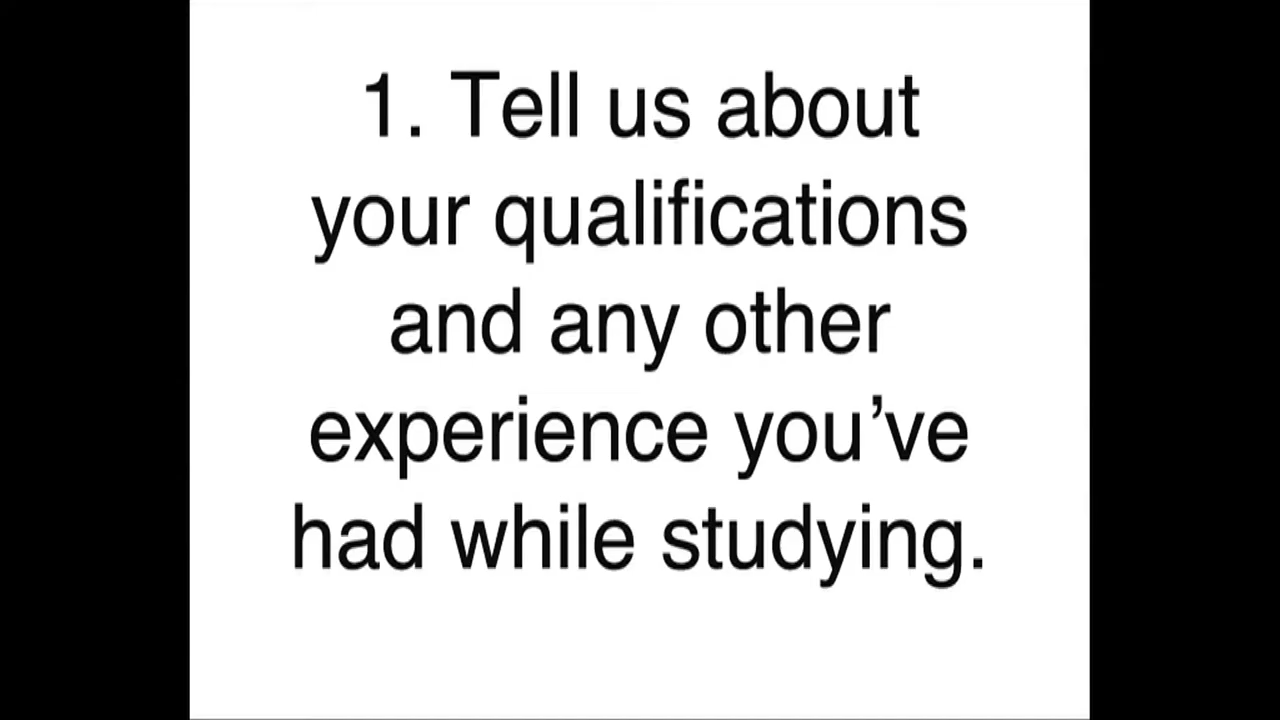 1. Tell us about
your qualifications
and any other
experience you’ve
had while studying.